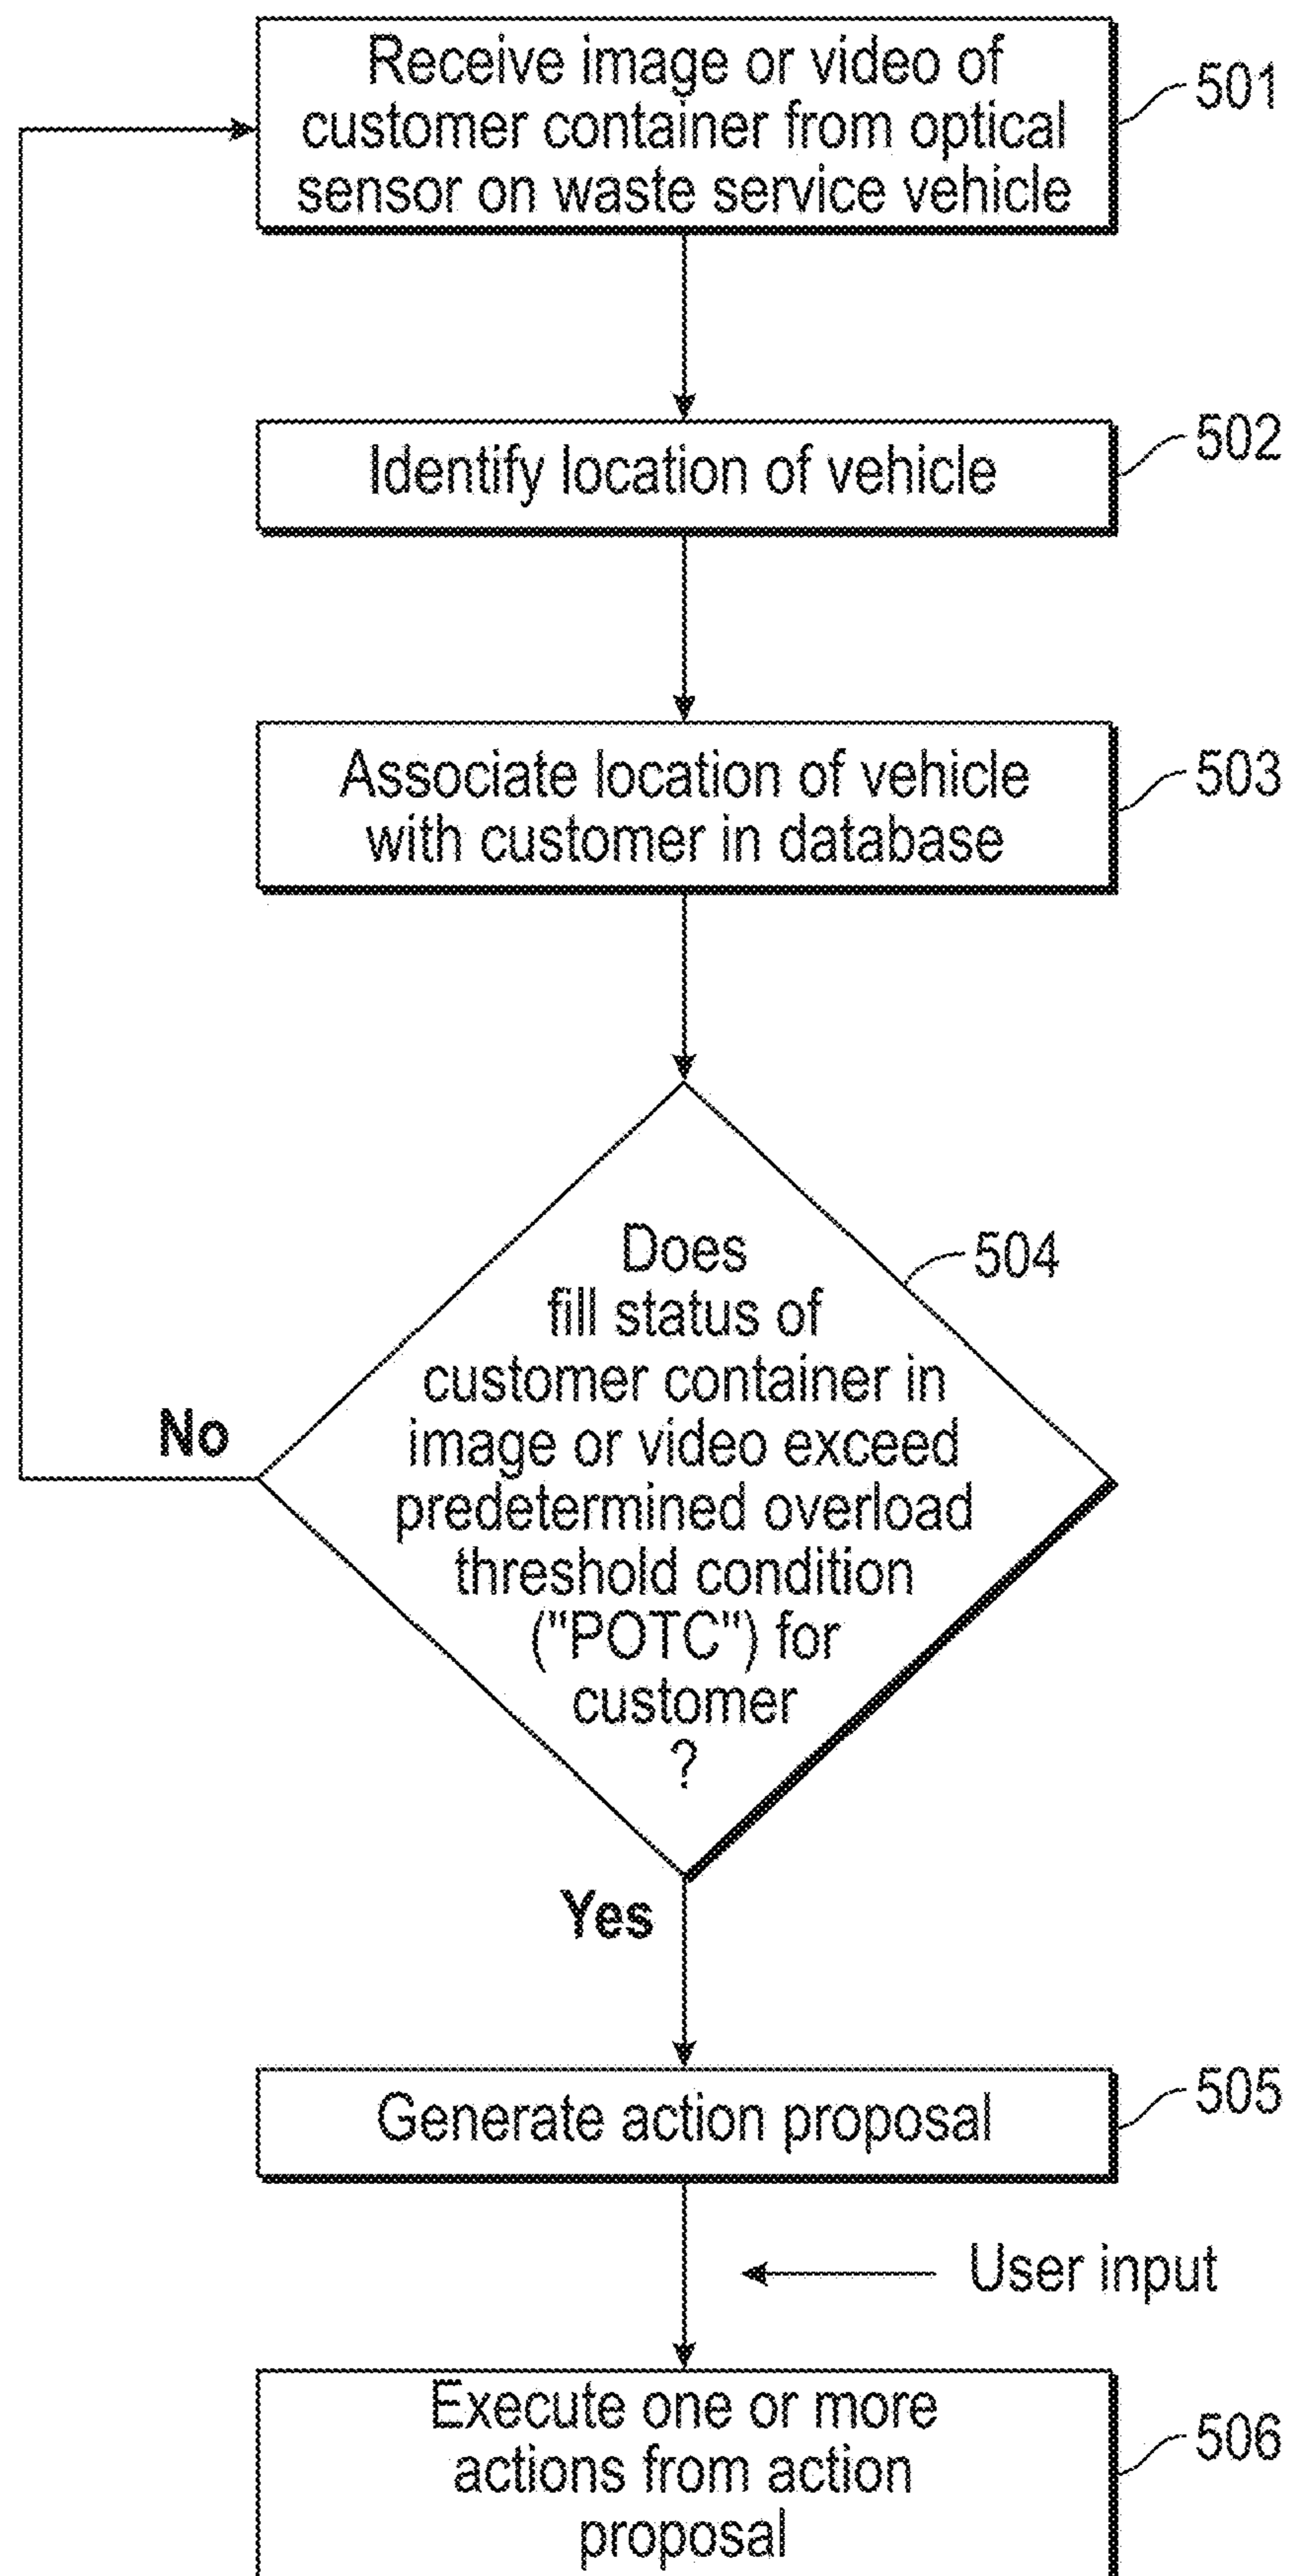 Receive image or video of
customer container from optical
sensor on waste service vehicle
501
Identify location of vehicle
502
Associate location of vehicle
with customer in database
503
Does
fill status of
customer container in
image or video exceed
predetermined overload
threshold condition
("POTC") for
customer
?
504
No
Yes
Generate action proposal
505
User input
Execute one or more
actions from action
proposal
506